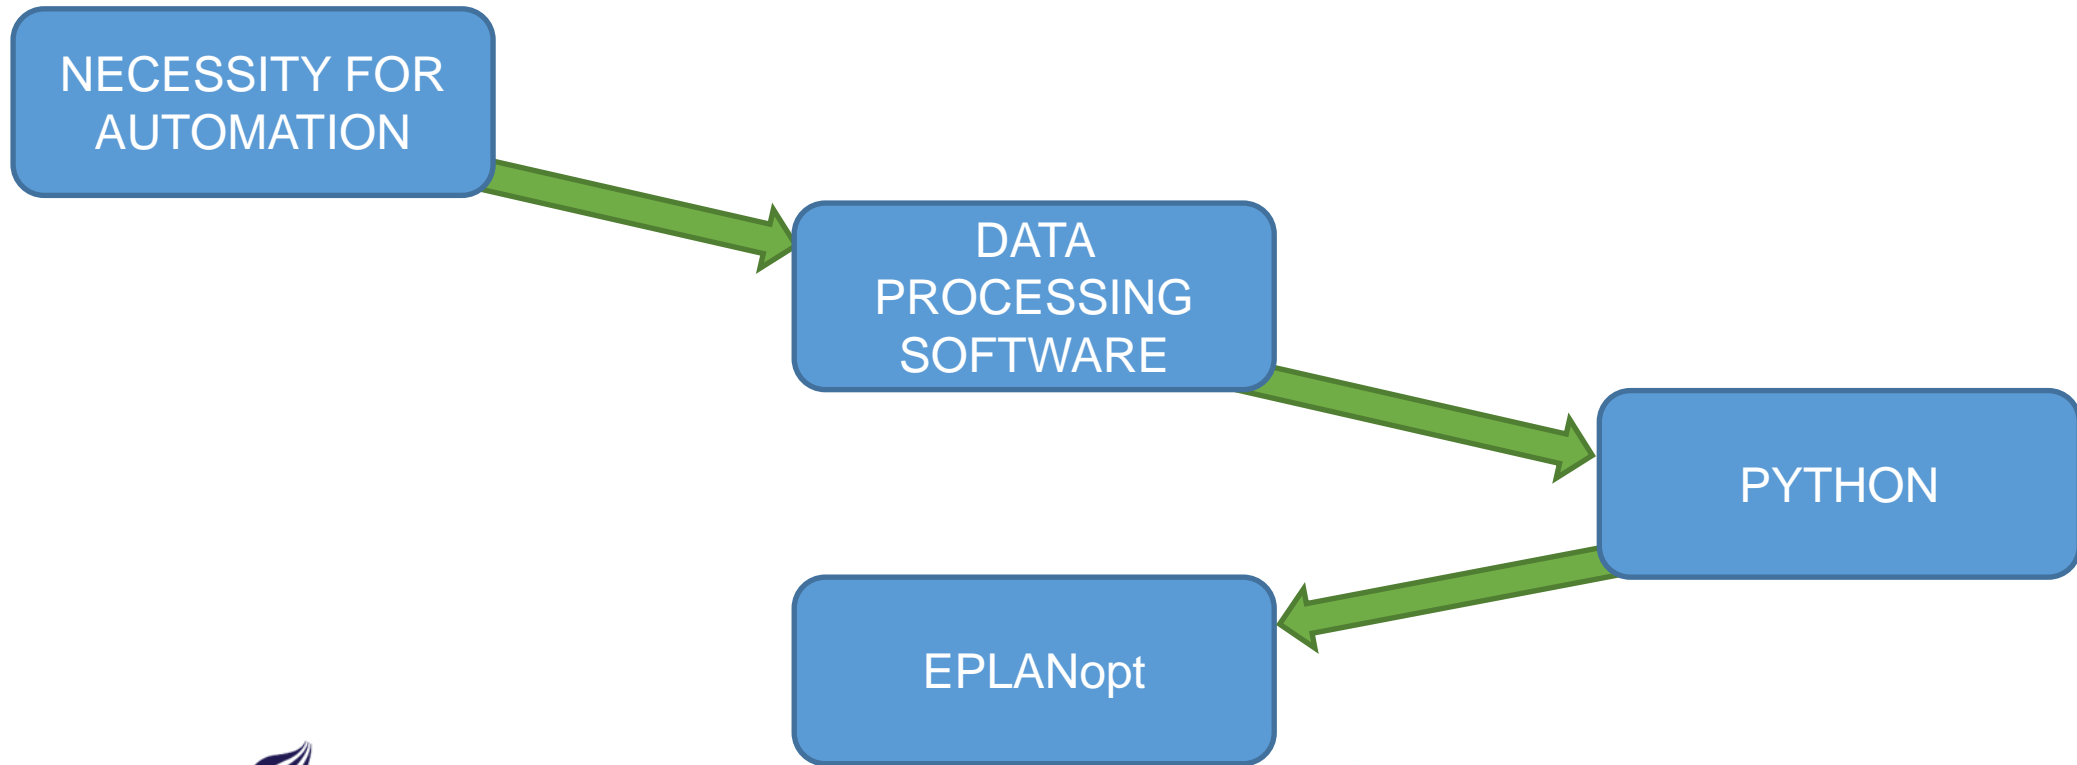 NECESSITY FOR
AUTOMATION
DATA
PROCESSING
SOFTWARE
PYTHON
EPLANopt